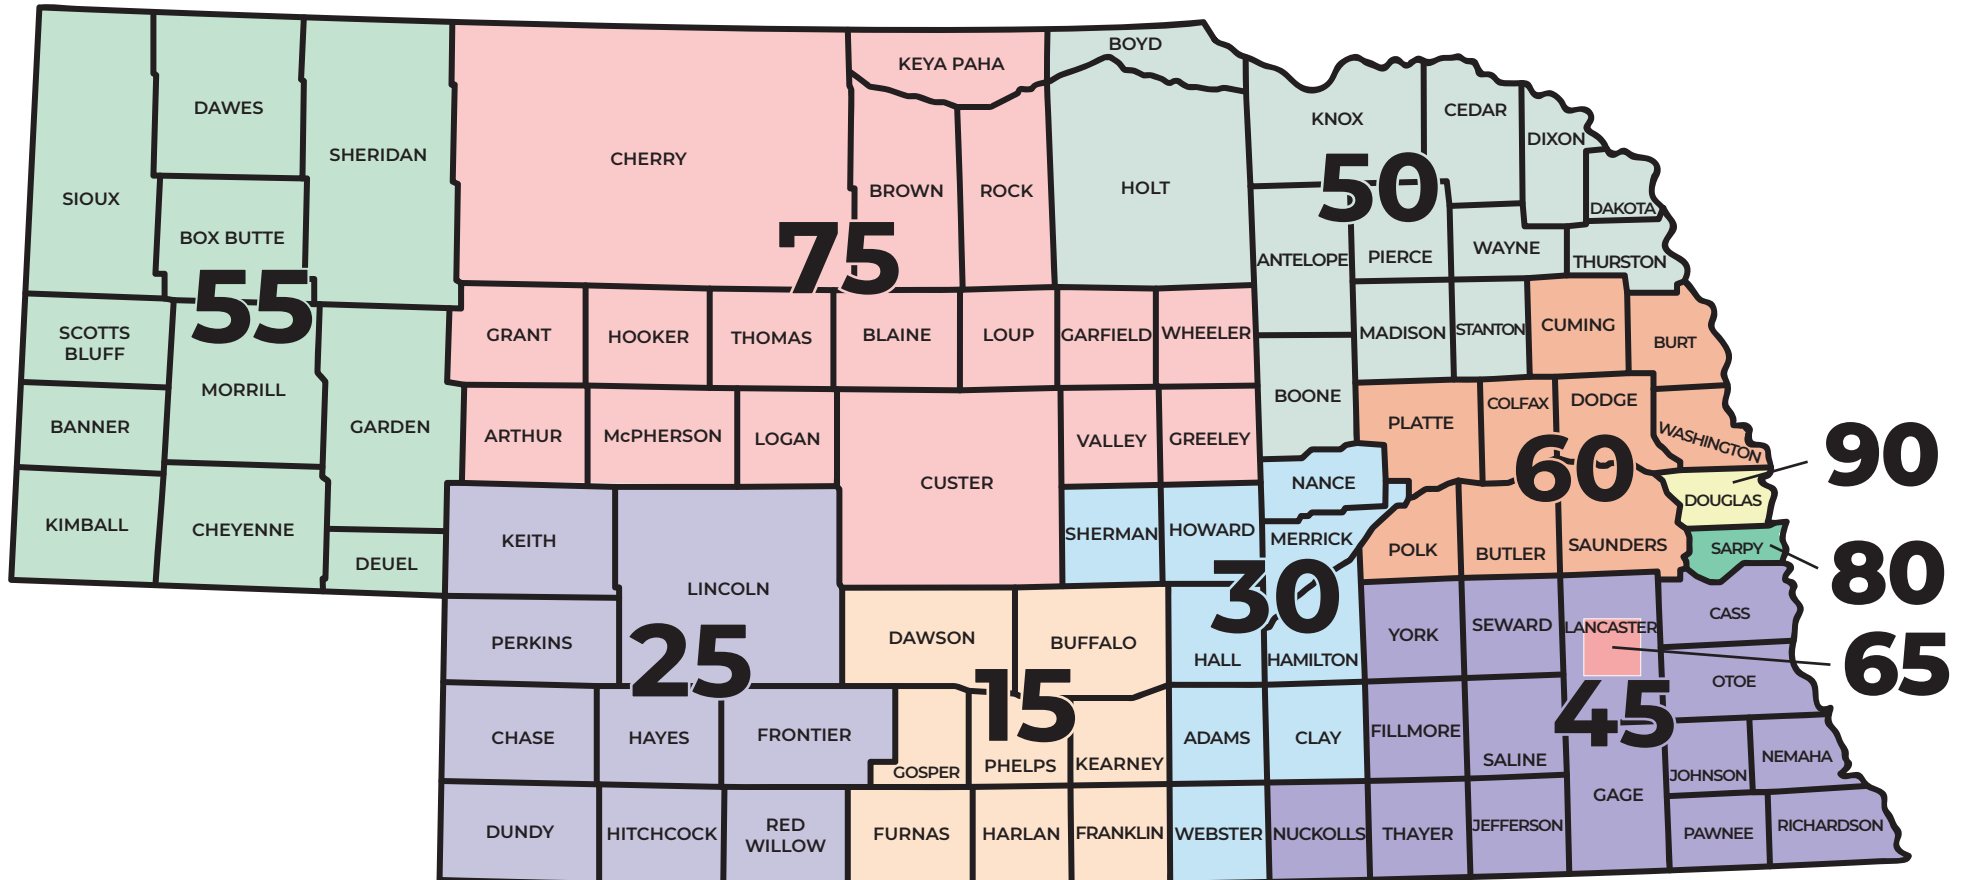 BOYD
KEYA PAHA
DAWES
CEDAR
KNOX
DIXON
SHERIDAN
CHERRY
HOLT
BROWN
ROCK
50
SIOUX
DAKOTA
BOX BUTTE
WAYNE
75
ANTELOPE
PIERCE
THURSTON
55
SCOTTS
BLUFF
GRANT
HOOKER
THOMAS
BLAINE
LOUP
GARFIELD
WHEELER
MADISON
STANTON
CUMING
BURT
MORRILL
BOONE
COLFAX
DODGE
BANNER
GARDEN
ARTHUR
McPHERSON
LOGAN
VALLEY
GREELEY
PLATTE
WASHINGTON
90
60
CUSTER
NANCE
DOUGLAS
KIMBALL
CHEYENNE
KEITH
SHERMAN
HOWARD
MERRICK
POLK
BUTLER
SAUNDERS
SARPY
DEUEL
80
LINCOLN
30
CASS
PERKINS
25
DAWSON
BUFFALO
YORK
SEWARD
LANCASTER
65
HALL
HAMILTON
OTOE
15
45
CHASE
HAYES
FRONTIER
ADAMS
CLAY
FILLMORE
GOSPER
PHELPS
KEARNEY
SALINE
JOHNSON
NEMAHA
GAGE
DUNDY
HITCHCOCK
RED
WILLOW
FURNAS
HARLAN
FRANKLIN
WEBSTER
NUCKOLLS
THAYER
JEFFERSON
PAWNEE
RICHARDSON